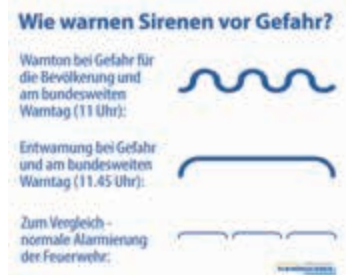 Wie warnen Sirenen vor Gefahr?
Warnton bei Gefahr für
die Bevölkerung und
am bundesweiten
Warntag (11 Uhr):
Entwarnung bei Gefahr
und am bundesweiten
Warntag (11.45 Uhr):
Zum Vergleich -
normale Alarmierung
der Feuerwehr: